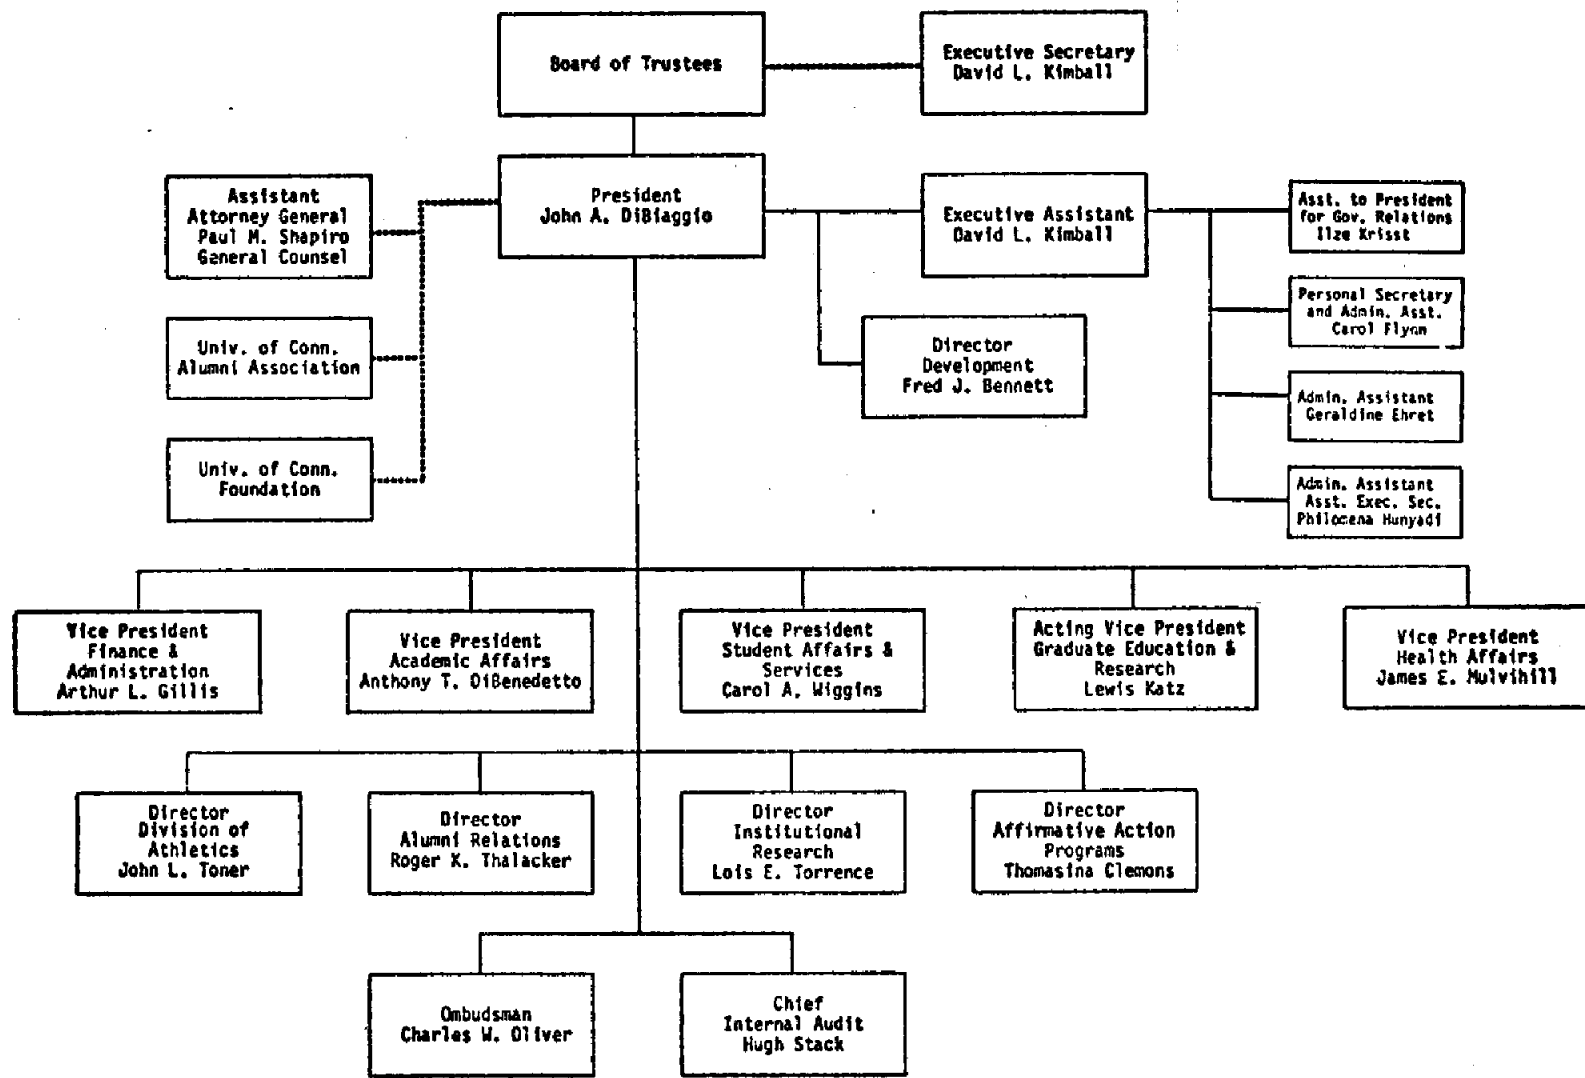 Board of Trustees
Executive Secretary
David L. Kimball
Assistant
Attorney General
Paul M. Shapiro
General Counsel
President
John A. DiBiaggio
Executive Assistant
David L. Kimball
Asst. to President
for Gov. Relations
Ilze Krisst
Personal Secretary
and Admin. Asst.
Carol Flynn
Univ. of Conn.
Alumni Association
Director
Development
Fred J. Bennett
Admin. Assistant
Geraldine Ehret
Univ. of Conn.
Foundation
Admin. Assistant
Asst. Exec. Sec.
Philomena Hunyadi
Vice President
Finance &
Administration
Arthur L. Gillis
Vice President
Academic Affairs
Anthony T. DiBenedetto
Vice President
Student Affairs &
Services
Carol A. Wiggins
Acting Vice President
Graduate Education &
Research
Lewis Katz
Vice President
Health Affairs
James E. Mulvihill
Director
Division of
Athletics
John L. Toner
Director
Alumni Relations
Roger K. Thalacker
Director
Institutional
Research
Lois E. Torrence
Director
Affirmative Action
Programs
Thomasina Clemons
Ombudsman
Charles W. Oliver
Chief
Internal Audit
Hugh Stack